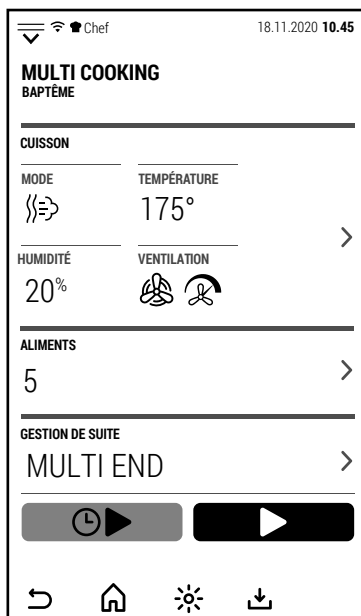 Chef 18.11.2020 10.45
MULTI COOKING
BAPTÊME
CUISSON
MODE TEMPÉRATURE
175°
HUMIDITÉ VENTILATION
20%
ALIMENTS
5
GESTION DE SUITE
MULTI END